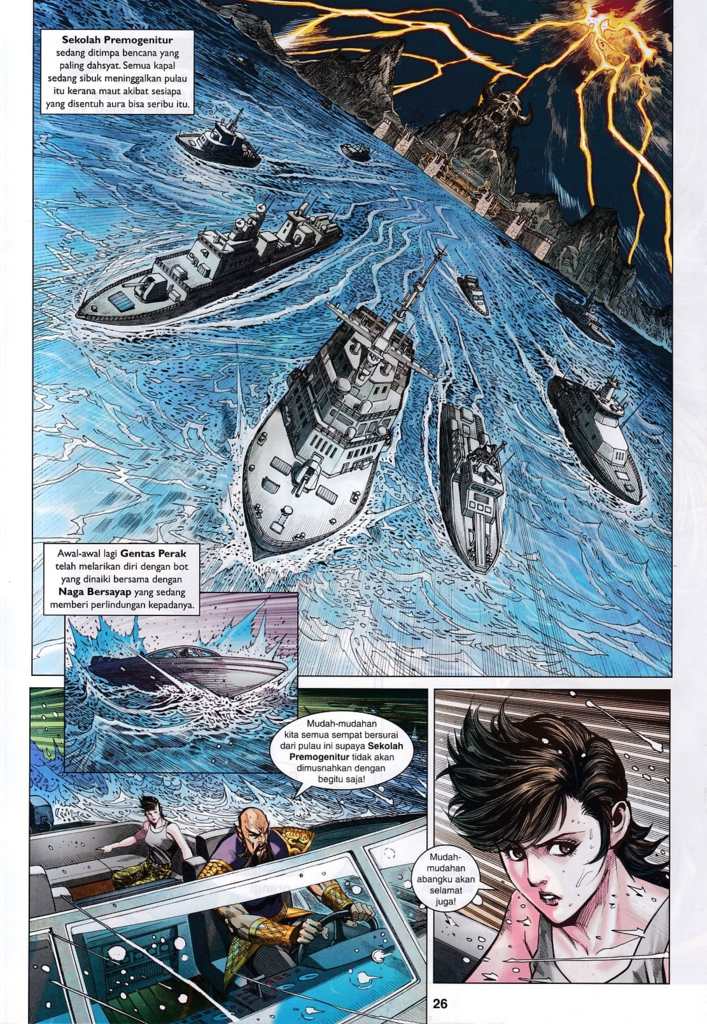 Sekolah Premogenitur
sedang ditimpa bencana yang
paling dahsyat. Semua kapal
sedang sibuk meninggalkan pulau
itu kerana maut akibat sesiapa
yang disentuh aura bisa seribu itu.
Awal-awal lagi Gentas Perak
telah melarikan diri dengan bot
yang dinaiki bersama dengan
Naga Bersayap yang sedang
memberi perlindungan kepadanya.
Mudah-mudahan
kita semua sempat bersurai
dari pulau ini supaya Sekolah
Premogenitur tidak akan
dimusnahkan dengan
begitu saja!
Mudah-
mudahan
abangku akan
selamat
juga!
26